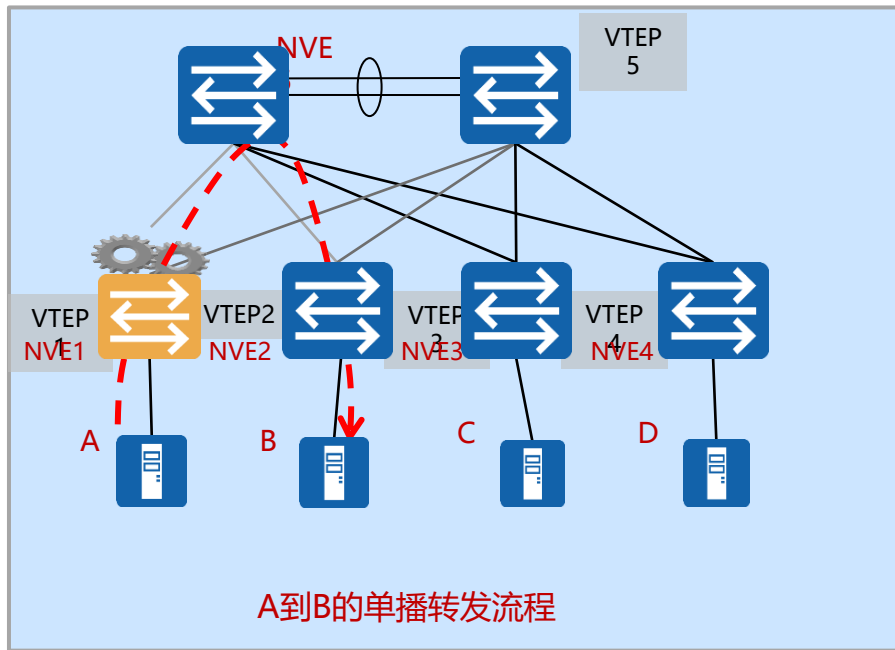 NVE
VTEP
5
VTEP
1
NVE1
VTEP2
NVE2
VTEP
3
NVE3
VTEP
4
NVE4
A
B
C
D
A到B的单播转发流程